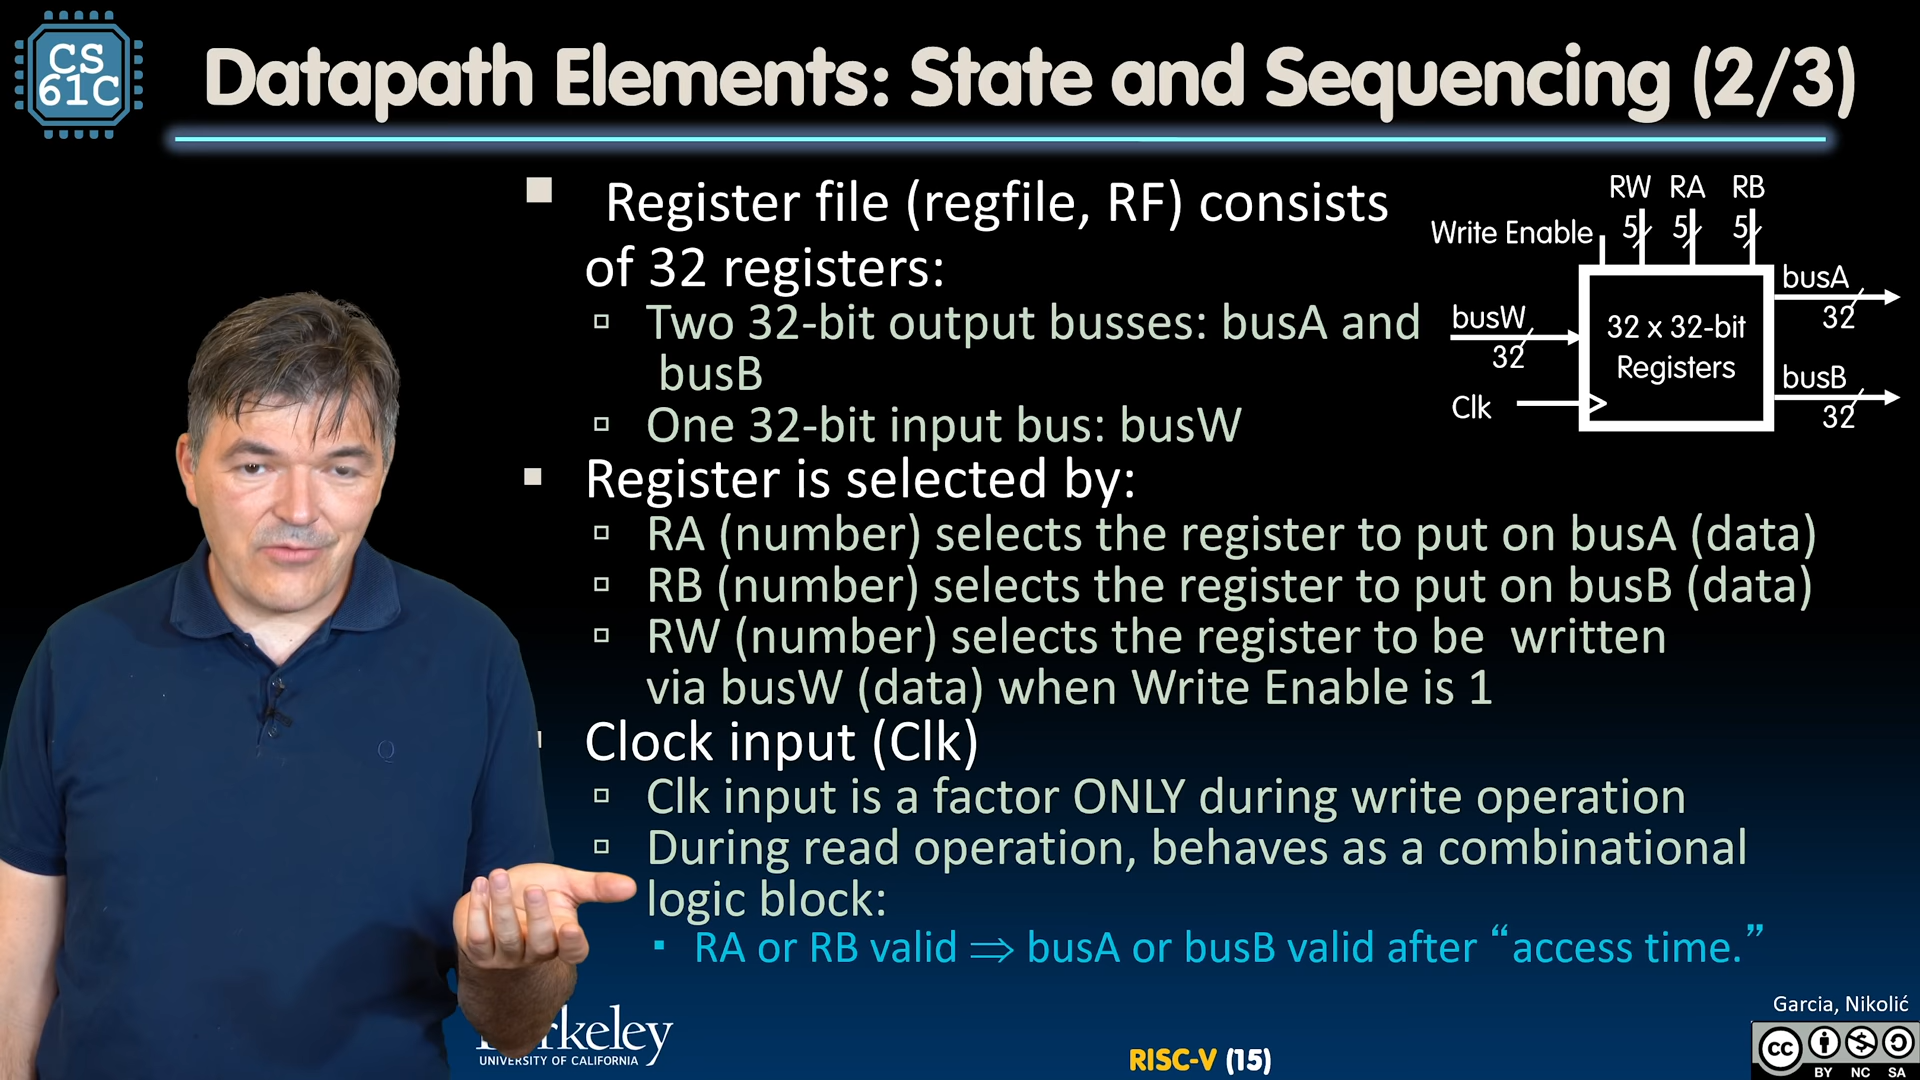 CS
61C
Datapath Elements: State and Sequencing (2/3)
Register file (regfile, RF) consists
of 32 registers:
Two 32-bit output busses: busA and
busB
One 32-bit input bus: busW
Register is selected by:
RA (number) selects the register to put on busA (data)
RB (number) selects the register to put on busB (data)
RW (number) selects the register to be written
via busW (data) when Write Enable is 1
Clock input (Clk)
Clk input is a factor ONLY during write operation
During read operation, behaves as a combinational
logic block:
RA or RB valid ⇒ busA or busB valid after “access time.”
RW RA RB
Write Enable 5 5 5
busA
32
busW
32
32 x 32-bit
Registers
busB
32
Clk
rkeley
UNIVERSITY OF CALIFORNIA
RISC-V (15)
Garcia, Nikolić
cc
BY NC SA